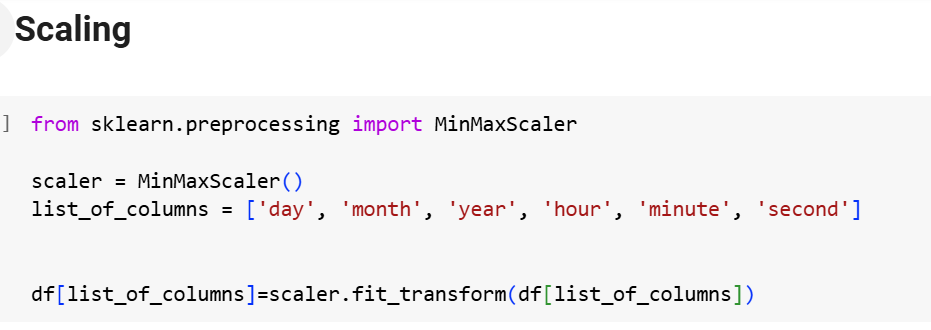 Scaling
] from sklearn.preprocessing import MinMaxScaler
scaler = MinMaxScaler()
list_of_columns = ['day', 'month', 'year', 'hour', 'minute', 'second']
df[list_of_columns]=scaler.fit_transform(df[list_of_columns])